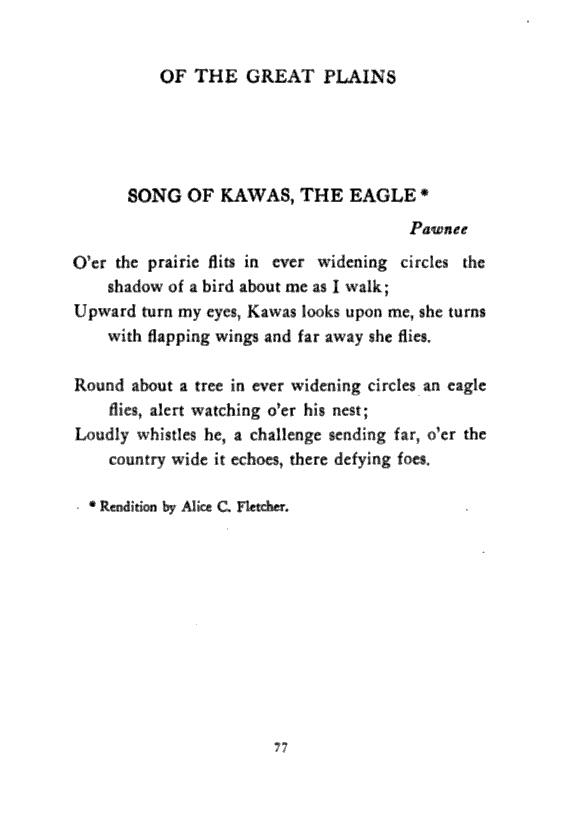 OF THE GREAT PLAINS
SONG OF KAWAS, THE EAGLE *
Pawnee
O'er the prairie flits in ever widening circles the
shadow of a bird about me as I walk;
Upward turn my eyes, Kawas looks upon me, she turns
with flapping wings and far away she flies.
Round about a tree in ever widening circles an eagle
flies, alert watching o'er his nest;
Loudly whistles he, a challenge sending far, o'er the
country wide it echoes, there defying foes.
* Rendition by Alice C. Fletcher.
77